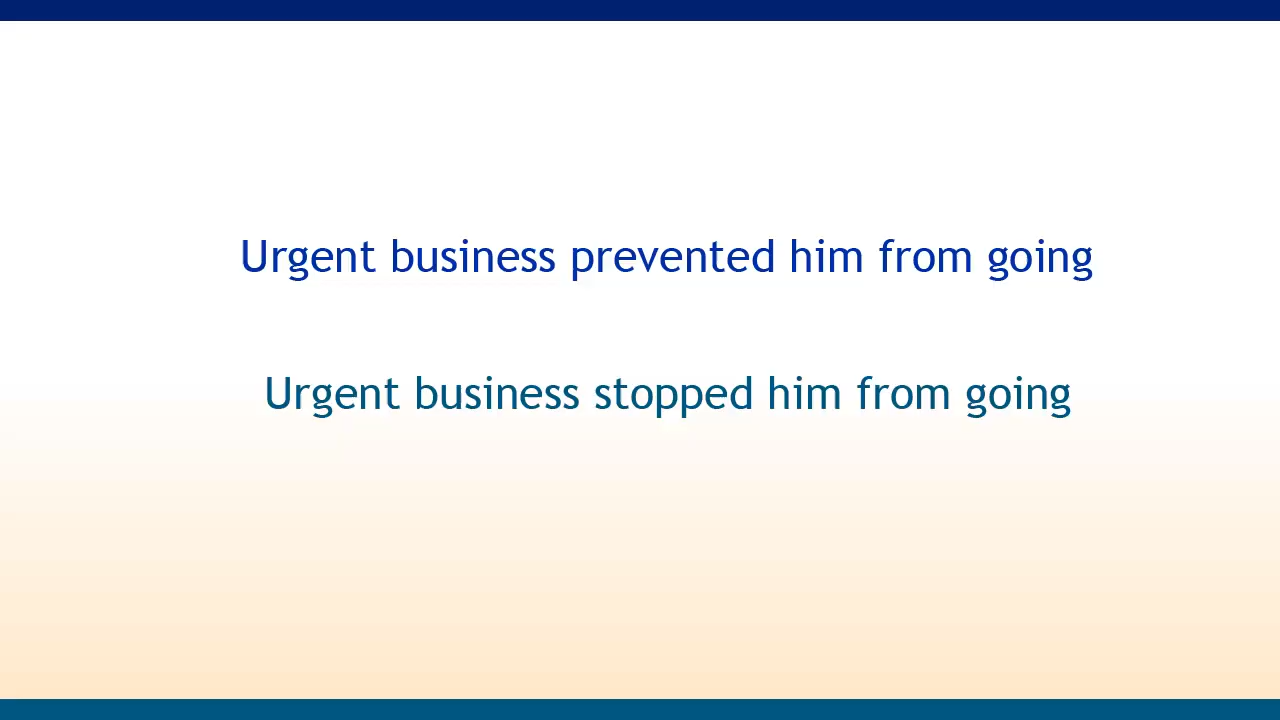 Urgent business prevented him from going
Urgent business stopped him from going